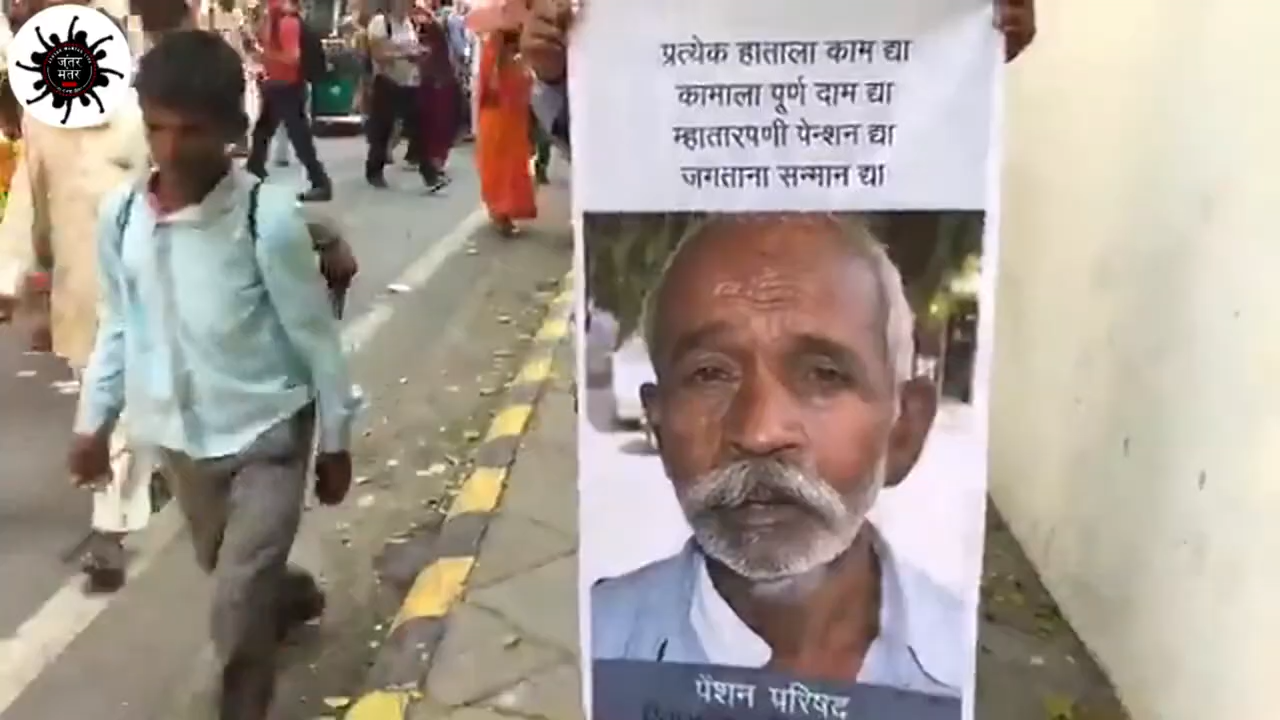 जंतर
मंतर
प्रत्येक हाताला काम द्या
कामाला पूर्ण दाम द्या
म्हातारपणी पेन्शन द्या
जगताना सन्मान द्या
पेंशन परिषद